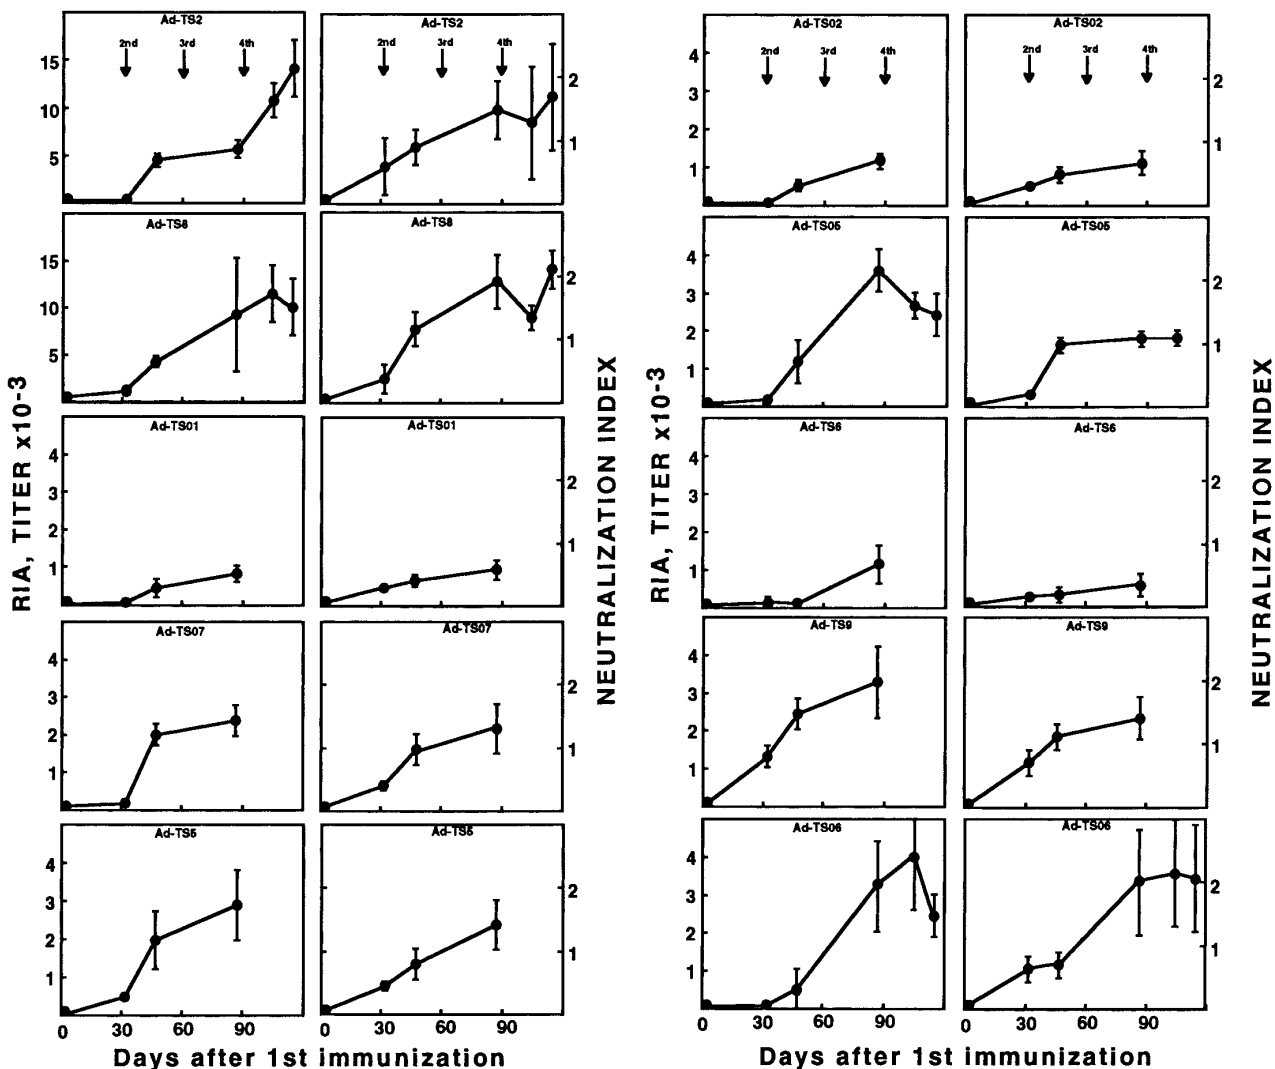 Ad-TS2
2nd 3rd 4th
15
10
5
Ad-TS2
2nd 3rd 4th
2
1
Ad-TS8
15
10
5
Ad-TS8
2
1
Ad-TS01
4
3
2
1
Ad-TS01
2
1
Ad-TS07
4
3
2
1
Ad-TS07
2
1
Ad-TS5
4
3
2
1
0 30 60 90
Ad-TS5
2
1
0 30 60 90
RIA, TITER x10-3
NEUTRALIZATION INDEX
Days after 1st immunization
Ad-TS02
2nd 3rd 4th
4
3
2
1
Ad-TS02
2nd 3rd 4th
2
1
Ad-TS05
4
3
2
1
Ad-TS05
2
1
Ad-TS6
4
3
2
1
Ad-TS6
2
1
Ad-TS9
4
3
2
1
Ad-TS9
2
1
Ad-TS06
4
3
2
1
0 30 60 90
Ad-TS06
2
1
0 30 60 90
RIA, TITER x10-3
NEUTRALIZATION INDEX
Days after 1st immunization